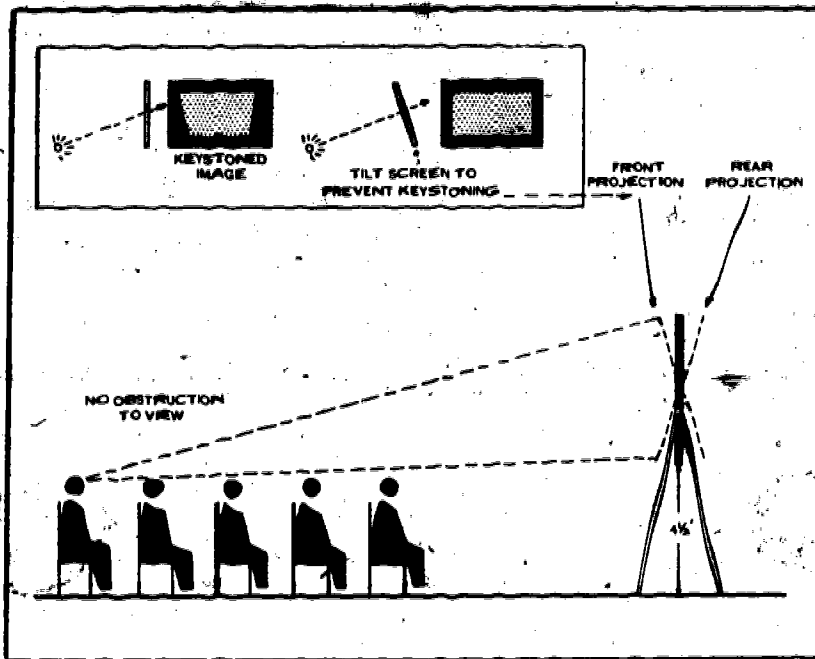 KEYSTONED
IMAGE
TILT SCREEN TO
PREVENT KEYSTONING
FRONT
PROJECTION
REAR
PROJECTION
NO OBSTRUCTION
TO VIEW
4½'